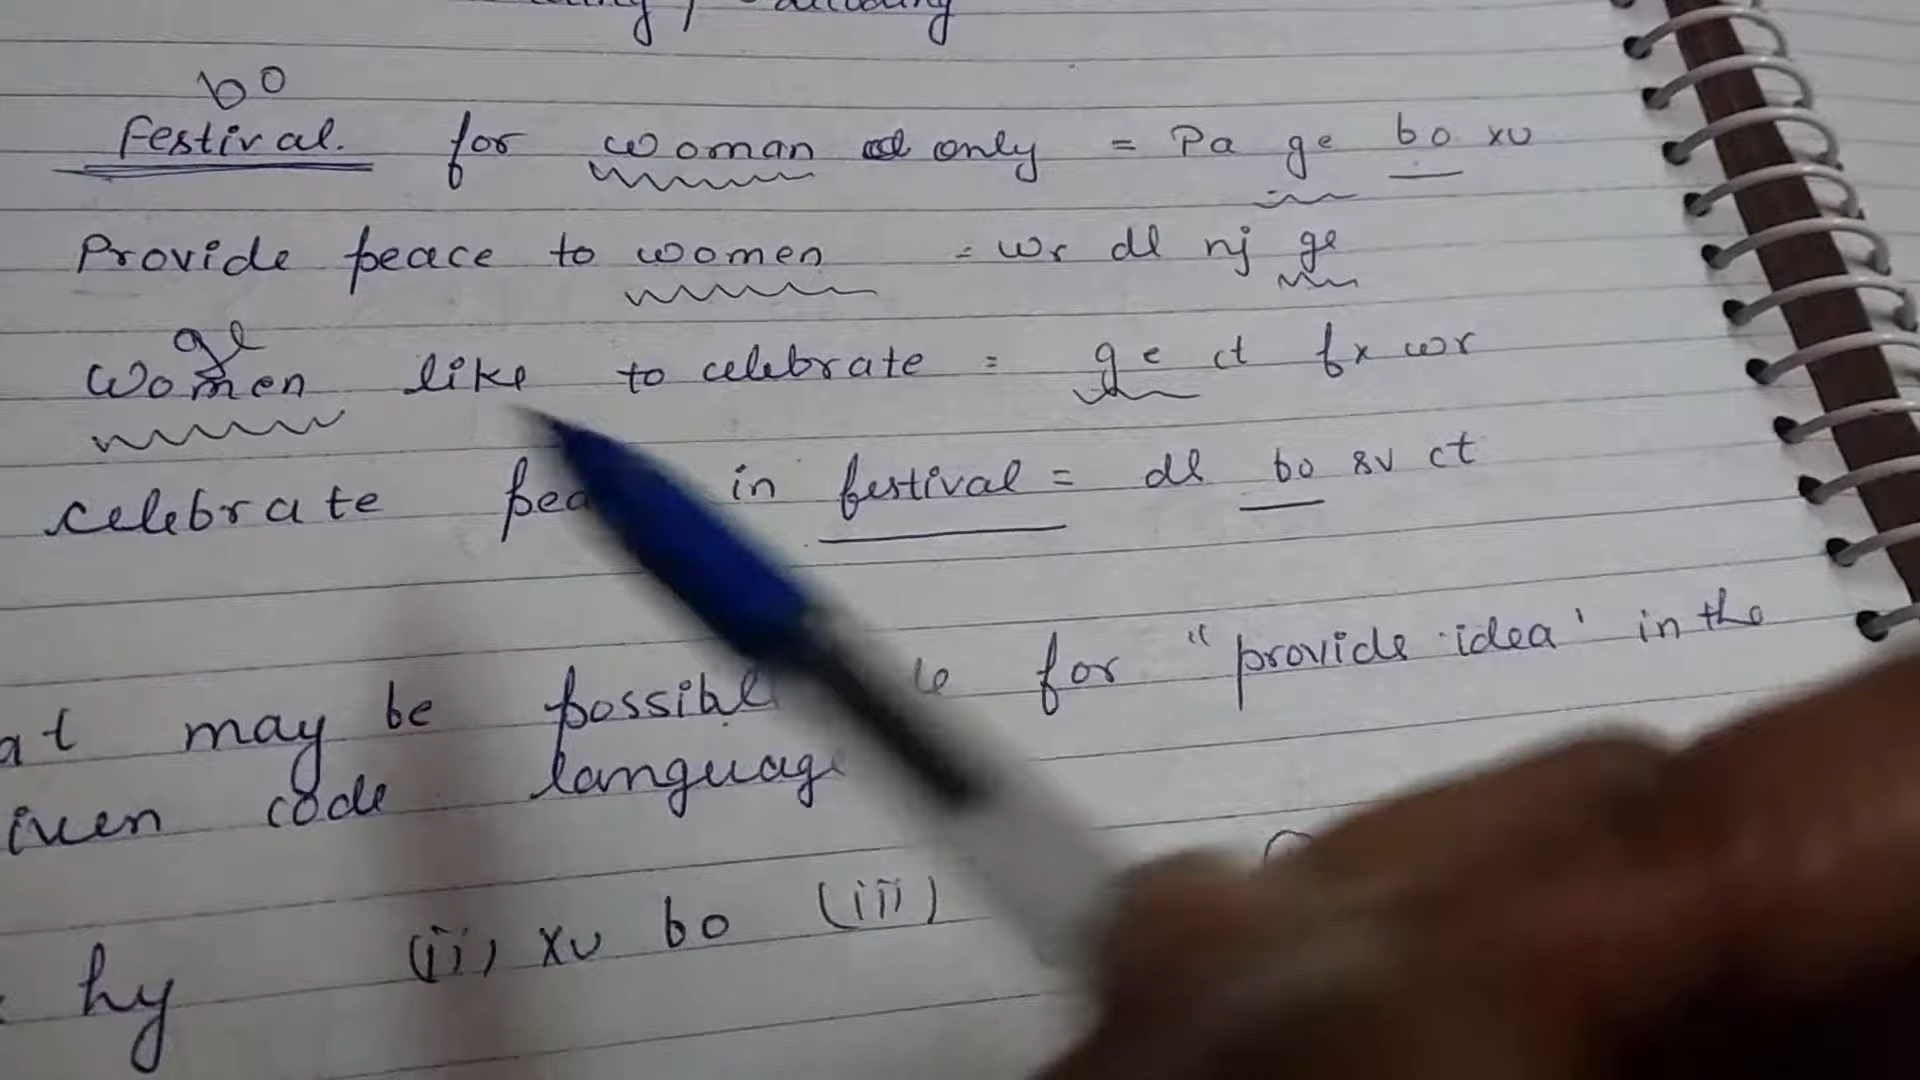 bo
Festival. for woman only = Pa ge bo xu
Provide peace to women = wr dl nj ge
ge
women like to celebrate = ge ct fx wr
celebrate in festival = dl bo sv ct
may be for "provide idea' in the
code
hy (ii) xu bo (iii)